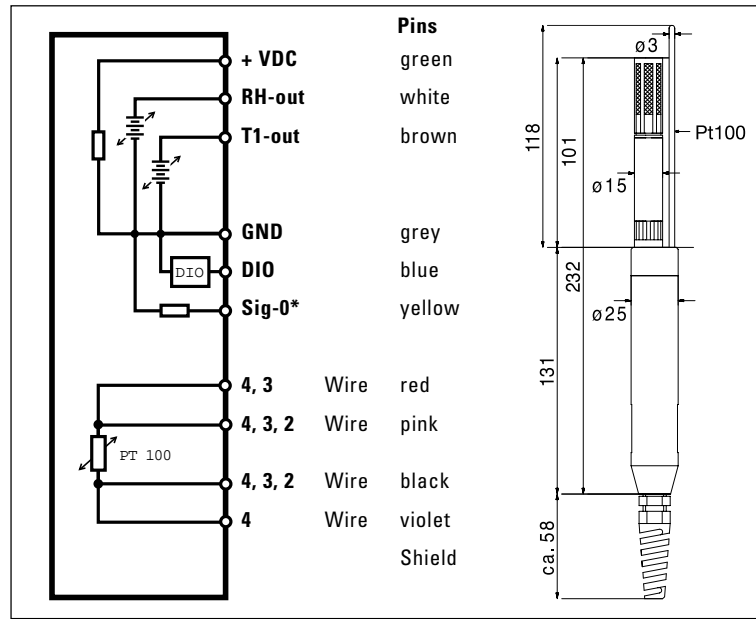 Pins
+ VDC green
RH-out white
T1-out brown
GND grey
DIO DIO blue
Sig-0* yellow
4, 3 Wire red
4, 3, 2 Wire pink
PT 100
4, 3, 2 Wire black
4 Wire violet
Shield
ø3
118
101
Pt100
ø15
232
ø25
131
ca. 58